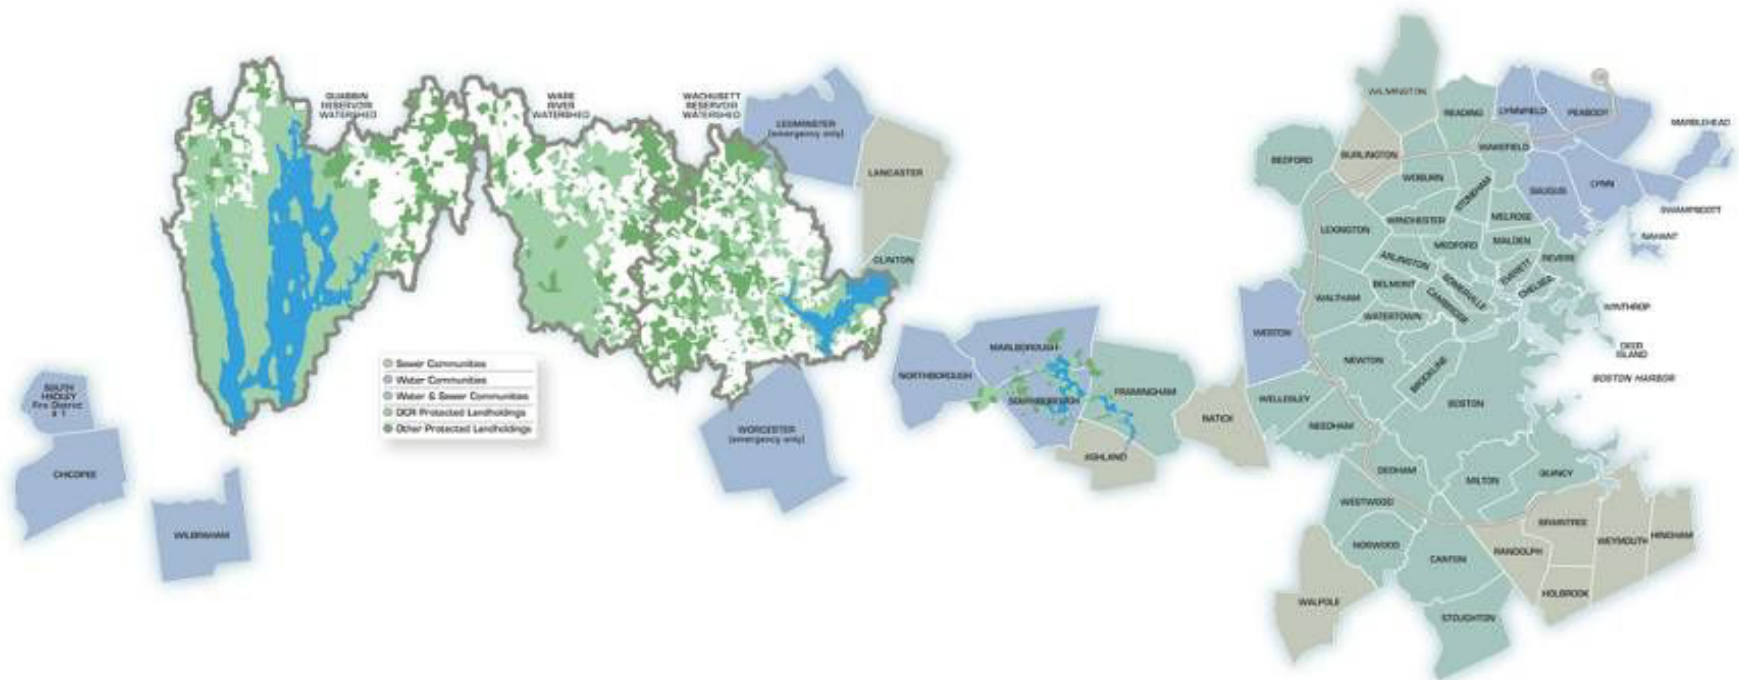 QUABBIN
RESERVOIR
WATERSHED
WARE
RIVER
WATERSHED
WACHUSETT
RESERVOIR
WATERSHED
LEOMINSTER
(emergency only)
LANCASTER
CLINTON
SOUTH
HADLEY
Fire District
# 1
CHICOPEE
WILBRAHAM
Sewer Communities
Water Communities
Water & Sewer Communities
DCR Protected Landholdings
Other Protected Landholdings
WORCESTER
(emergency only)
NORTHBOROUGH
MARLBOROUGH
SOUTHBOROUGH
FRAMINGHAM
ASHLAND
NATICK
WESTON
WILMINGTON
BEDFORD
BURLINGTON
READING
LYNNFIELD
PEABODY
MARBLEHEAD
WAKEFIELD
WOBURN
STONEHAM
SAUGUS
LYNN
SWAMPSCOTT
NAHANT
LEXINGTON
WINCHESTER
MELROSE
MEDFORD
MALDEN
REVERE
ARLINGTON
EVERETT
CHELSEA
BELMONT
SOMERVILLE
CAMBRIDGE
WALTHAM
WATERTOWN
WINTHROP
DEER
ISLAND
BOSTON HARBOR
NEWTON
BROOKLINE
BOSTON
WELLESLEY
NEEDHAM
DEDHAM
MILTON
QUINCY
WESTWOOD
NORWOOD
CANTON
RANDOLPH
BRAINTREE
WEYMOUTH
HINGHAM
HOLBROOK
WALPOLE
STOUGHTON